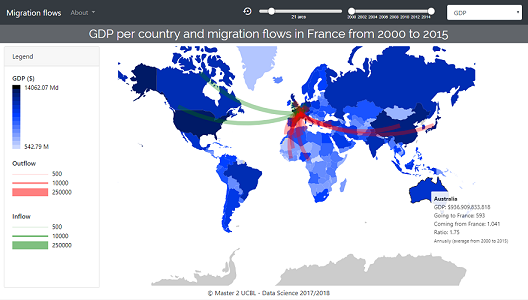 Migration flows
About
21 arcs
2000 2002 2004 2006 2008 2010 2012 2014
GDP
GDP per country and migration flows in France from 2000 to 2015
Legend
GDP ($)
14062.07 Md
542.79 M
Outflow
500
10000
250000
Inflow
500
10000
250000
Australia
GDP: $936,909,833,818
Going to France: 593
Coming from France: 1,041
Ratio: 1.75
Annually (average from 2000 to 2015)
© Master 2 UCBL - Data Science 2017/2018